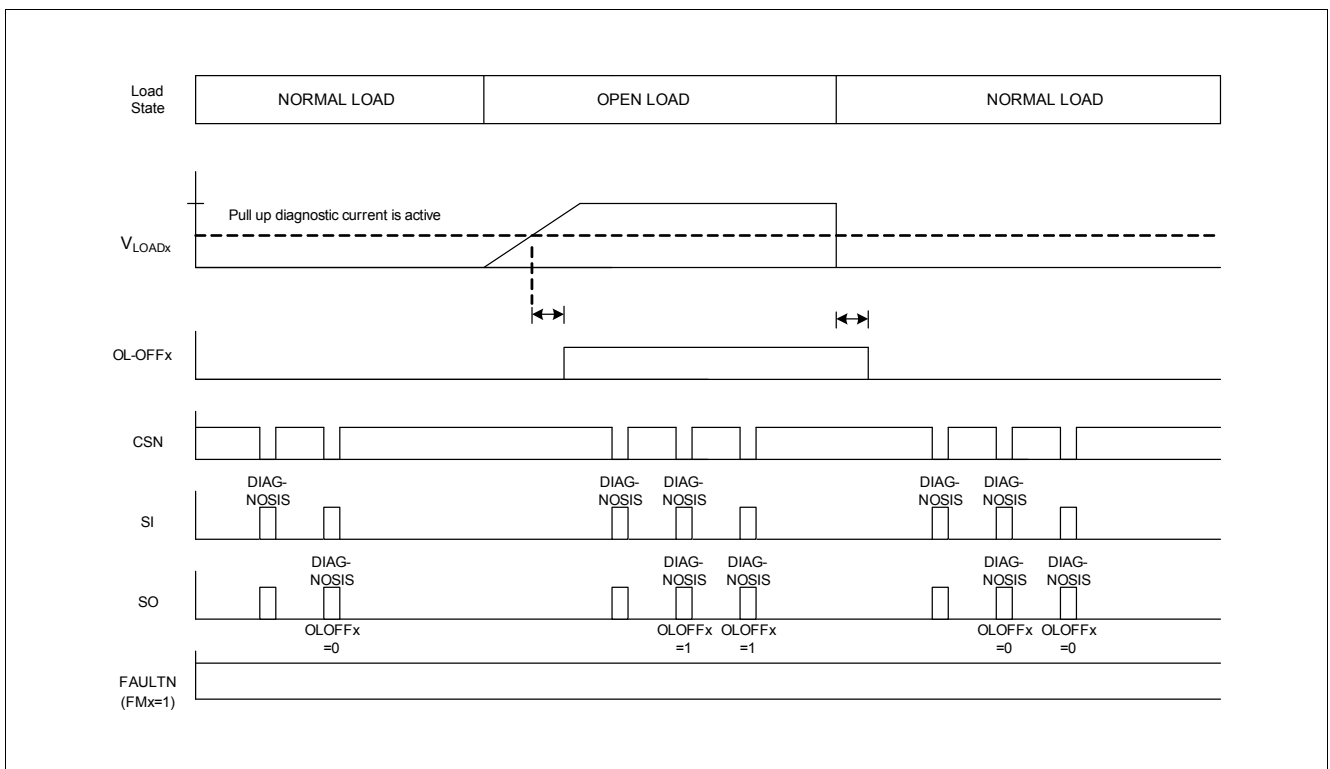 Load
State
NORMAL LOAD
OPEN LOAD
NORMAL LOAD
Pull up diagnostic current is active
VLOADx
OL-OFFx
CSN
DIAG-
NOSIS
DIAG-
NOSIS
DIAG-
NOSIS
DIAG-
NOSIS
DIAG-
NOSIS
SI
DIAG-
NOSIS
DIAG-
NOSIS
DIAG-
NOSIS
DIAG-
NOSIS
DIAG-
NOSIS
SO
OLOFFx
=0
OLOFFx
=1
OLOFFx
=1
OLOFFx
=0
OLOFFx
=0
FAULTN
(FMx=1)